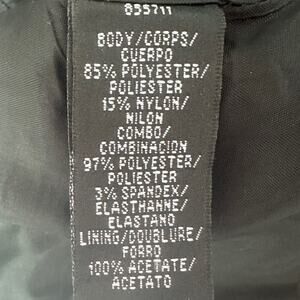 855711
BODY/CORPS/
CUERPO
85% POLYESTER/
POLIESTER
15% NYLON/
NILON
COMBO/
COMBINACION
97% POLYESTER/
POLIESTER
3% SPANDEX/
ELASTHANNE/
ELASTANO
LINING/DOUBLURE/
FORRO
100% ACETATE/
ACETATO